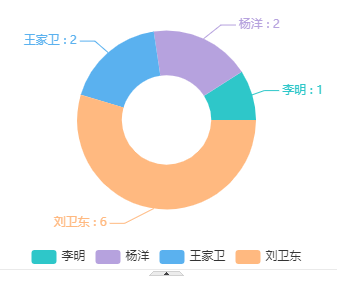 杨洋 : 2
王家卫 : 2
李明 : 1
刘卫东 : 6
李明 杨洋 王家卫 刘卫东